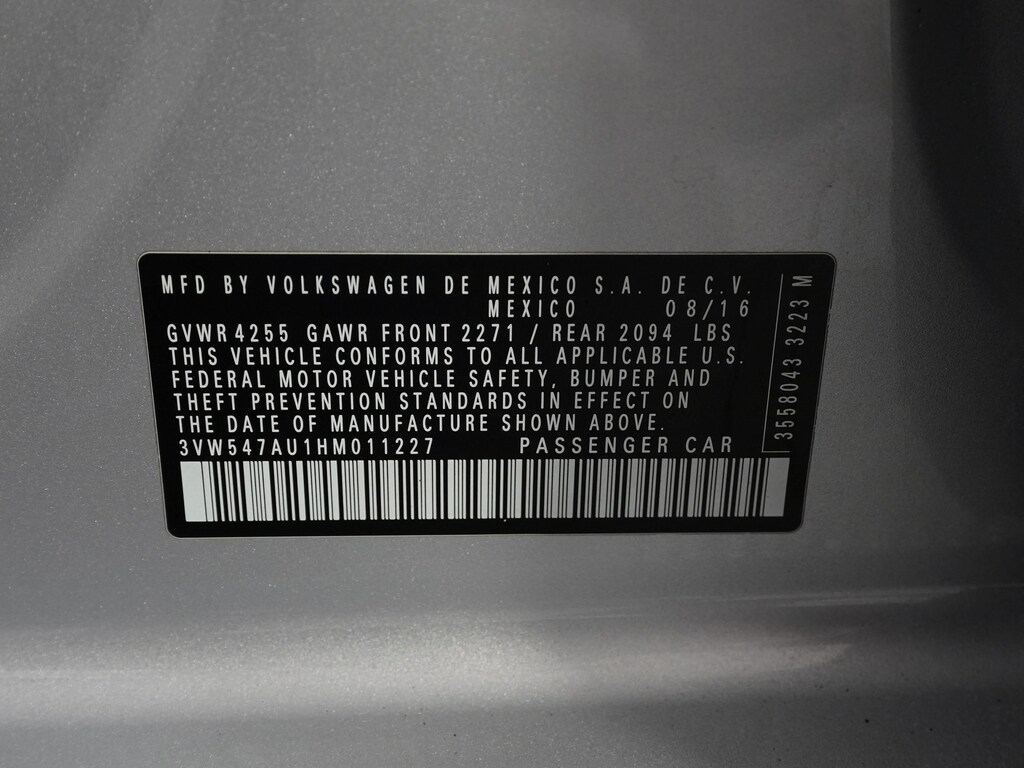 MFD BY VOLKSWAGEN DE MEXICO S.A. DE C.V.
MEXICO 08/16
GVWR 4255 GAWR FRONT 2271 / REAR 2094 LBS
THIS VEHICLE CONFORMS TO ALL APPLICABLE U.S.
FEDERAL MOTOR VEHICLE SAFETY, BUMPER AND
THEFT PREVENTION STANDARDS IN EFFECT ON
THE DATE OF MANUFACTURE SHOWN ABOVE.
3VW547AU1HM011227 PASSENGER CAR
3558043 3223 M